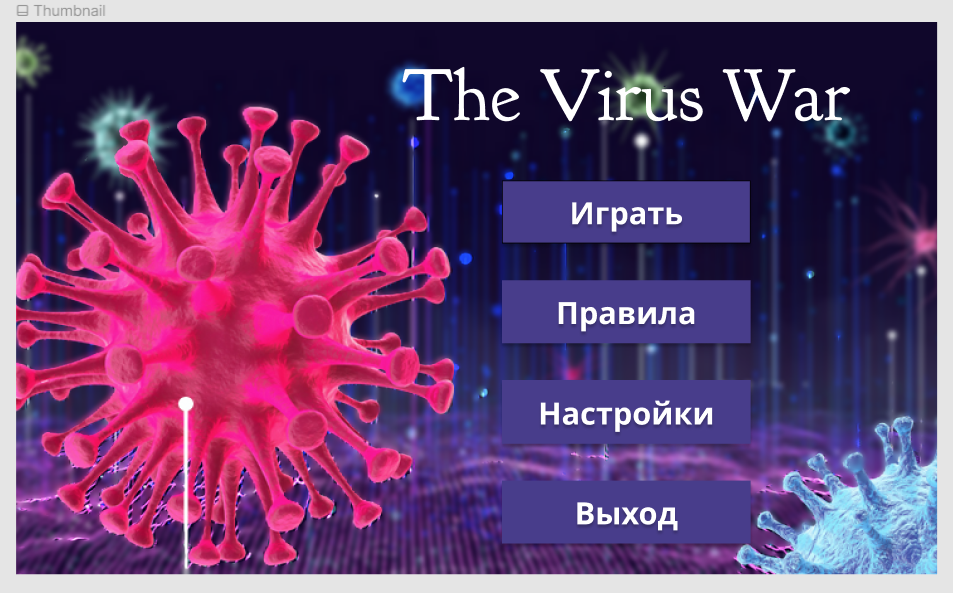 Thumbnail
The Virus War
Играть
Правила
Настройки
Выход